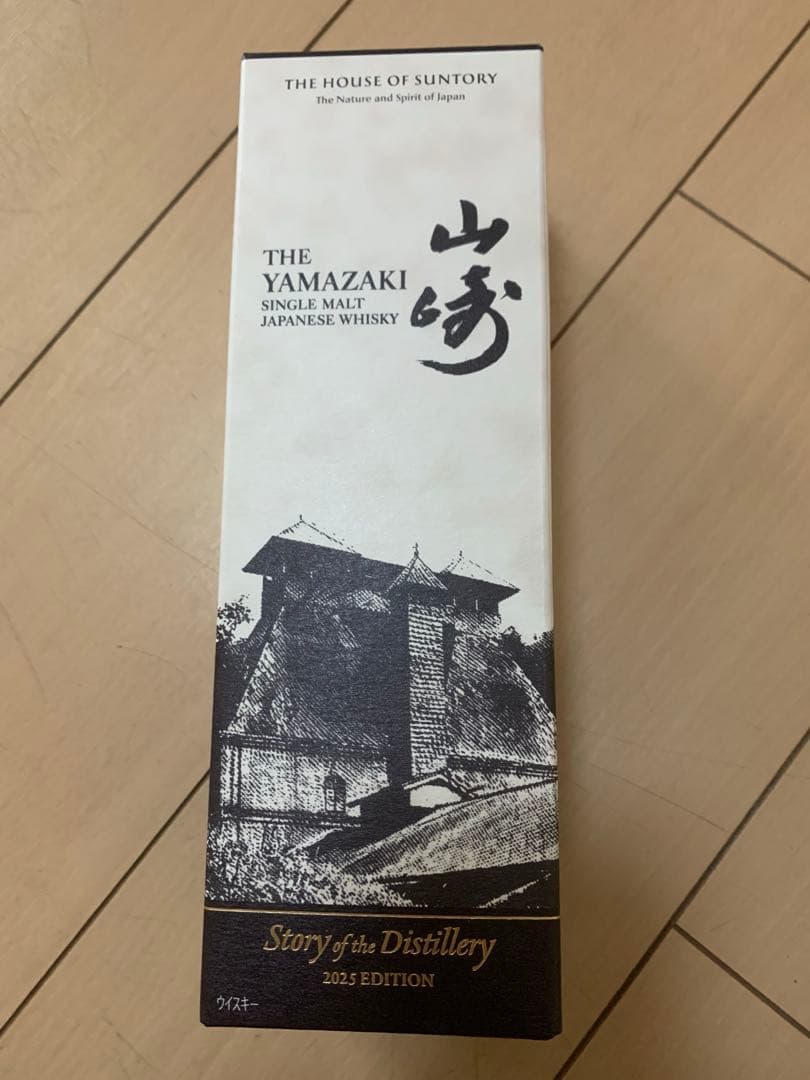 THE HOUSE OF SUNTORY
The Nature and Spirit of Japan
山崎
THE
YAMAZAKI
SINGLE MALT
JAPANESE WHISKY
Story of the Distillery
2025 EDITION
ウイスキー